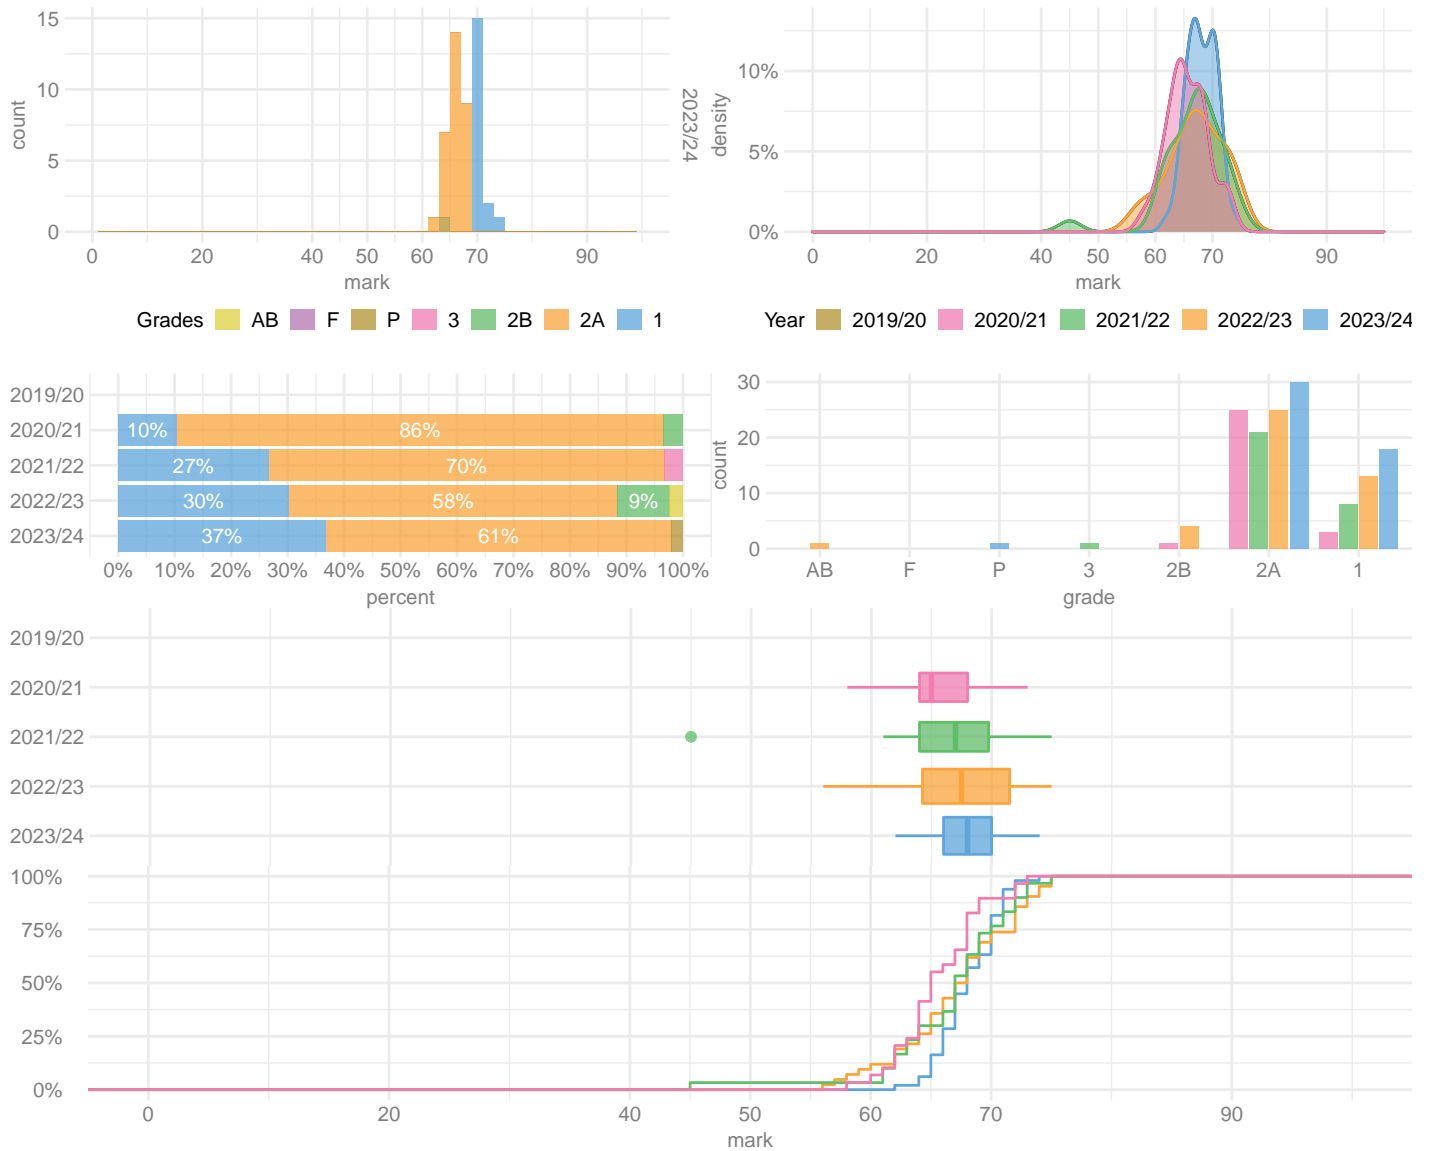 15
10
5
0
count
0 20 40 50 60 70 90
mark
2023/24
10%
5%
0%
density
0 20 40 50 60 70 90
mark
Grades AB F P 3 2B 2A 1
Year 2019/20 2020/21 2021/22 2022/23 2023/24
2019/20
2020/21 10% 86%
2021/22 27% 70%
2022/23 30% 58% 9%
2023/24 37% 61%
0% 10% 20% 30% 40% 50% 60% 70% 80% 90% 100%
percent
30
20
10
0
count
AB F P 3 2B 2A 1
grade
2019/20
2020/21
2021/22
2022/23
2023/24
100%
75%
50%
25%
0%
0 20 40 50 60 70 90
mark